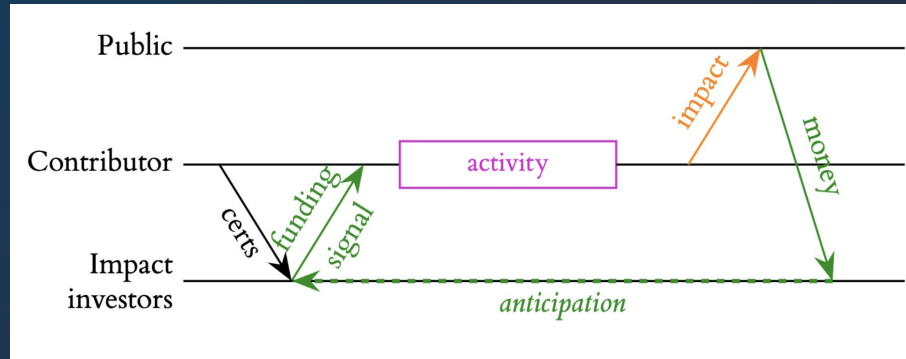 Public
impact
money
Contributor
activity
funding
signal
certs
Impact
investors
anticipation